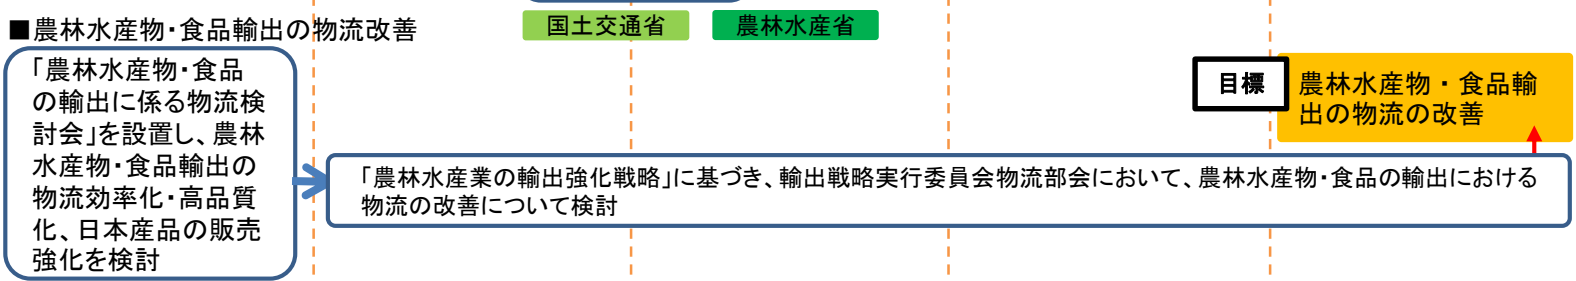 ■農林水産物・食品輸出の物流改善
国土交通省
農林水産省
「農林水産物・食品
の輸出に係る物流検
討会」を設置し、農林
水産物・食品輸出の
物流効率化・高品質
化、日本産品の販売
強化を検討
目標
農林水産物・食品輸
出の物流の改善
「農林水産業の輸出強化戦略」に基づき、輸出戦略実行委員会物流部会において、農林水産物・食品の輸出における
物流の改善について検討